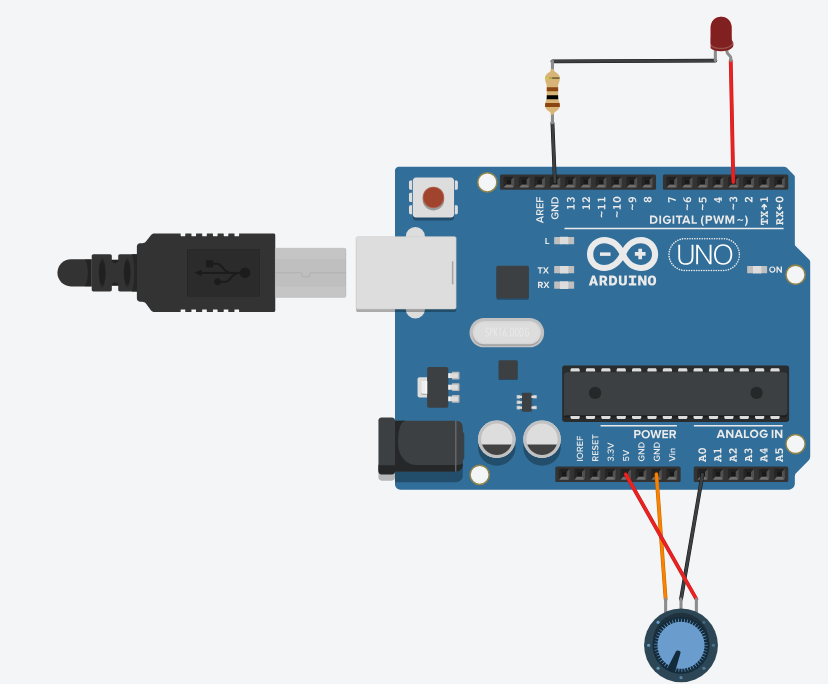 AREF
GND
13
12
~11
~10
~9
8
7
~6
~5
4
~3
2
TX→1
RX←0
DIGITAL (PWM~)
L
TX
RX
ARDUINO
UNO
ON
POWER
ANALOG IN
IOREF
RESET
3.3V
5V
GND
GND
Vin
A0
A1
A2
A3
A4
A5